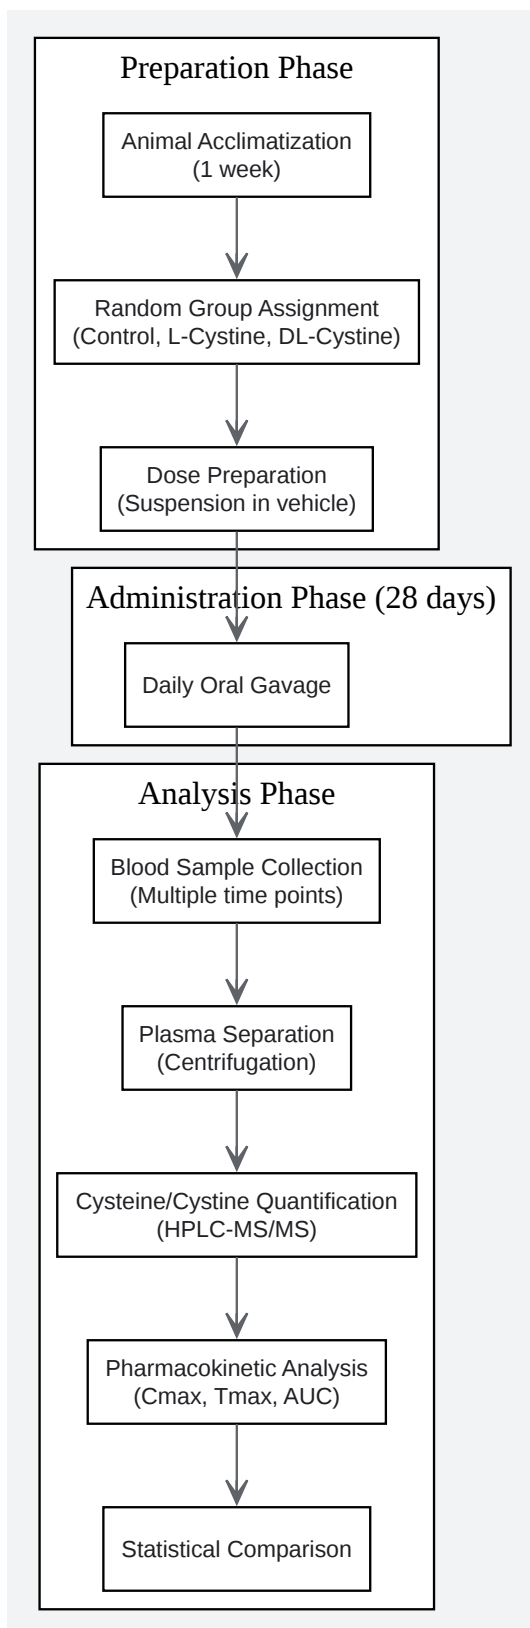 Preparation Phase
Animal Acclimatization
(1 week)
Random Group Assignment
(Control, L-Cystine, DL-Cystine)
Dose Preparation
(Suspension in vehicle)
Administration Phase (28 days)
Daily Oral Gavage
Analysis Phase
Blood Sample Collection
(Multiple time points)
Plasma Separation
(Centrifugation)
Cysteine/Cystine Quantification
(HPLC-MS/MS)
Pharmacokinetic Analysis
(Cmax, Tmax, AUC)
Statistical Comparison